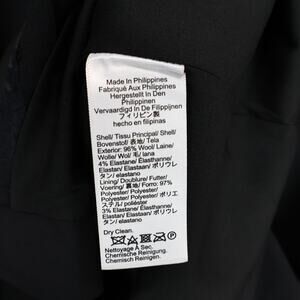 Made In Philippines
Fabriqué Aux Philippines
Hergestellt In Den
Philippinen
Vervaardigd In De Filippijnen
フィリピン製
hecho en filipinas
Shell/ Tissu Principal/ Shell/
Bovenstof/ 表地/ Tela
Exterior: 96% Wool/ Laine/
Wolle/ Wol/ 毛/ lana
4% Elastane/ Élasthanne/
Elastan/ Elastaan/ ポリウレ
タン/ elastano
Lining/ Doublure/ Futter/
Voering/ 裏地/ Forro: 97%
Polyester/ Polyester/
Polyester/ Polyester/ ポリエ
ステル/ poliéster
3% Elastane/ Élasthanne/
Elastan/ Elastaan/ ポリウレ
タン/ elastano
Dry Clean.
Nettoyage À Sec.
Chemische Reinigung.
Chemisch Reinigen.